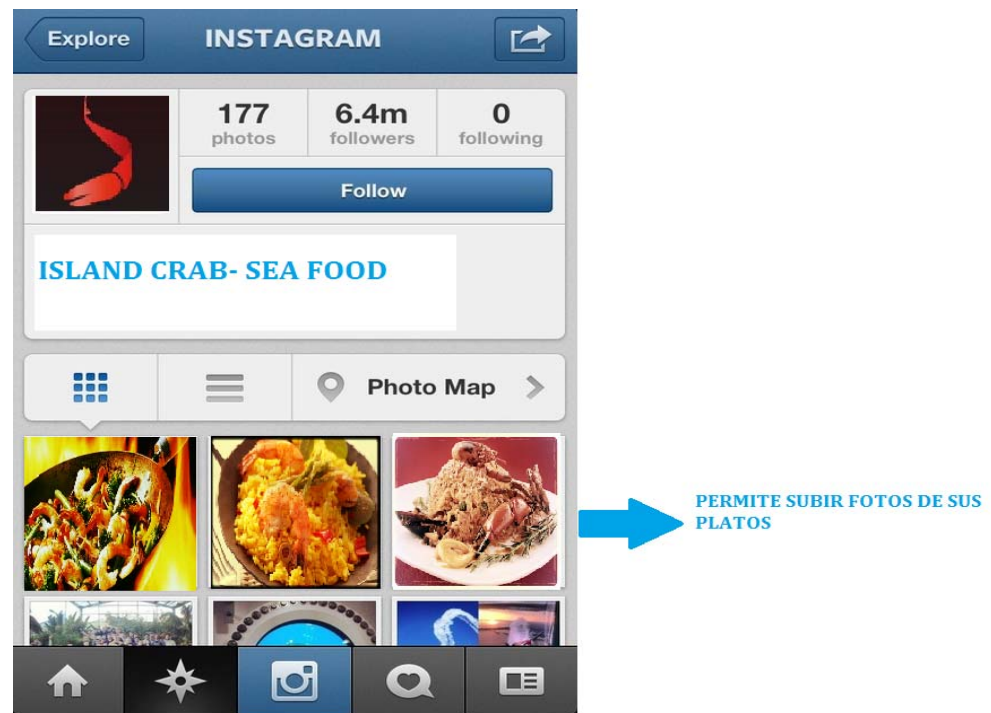 Explore
INSTAGRAM
177
photos
6.4m
followers
0
following
Follow
ISLAND CRAB- SEA FOOD
Photo Map
PERMITE SUBIR FOTOS DE SUS
PLATOS